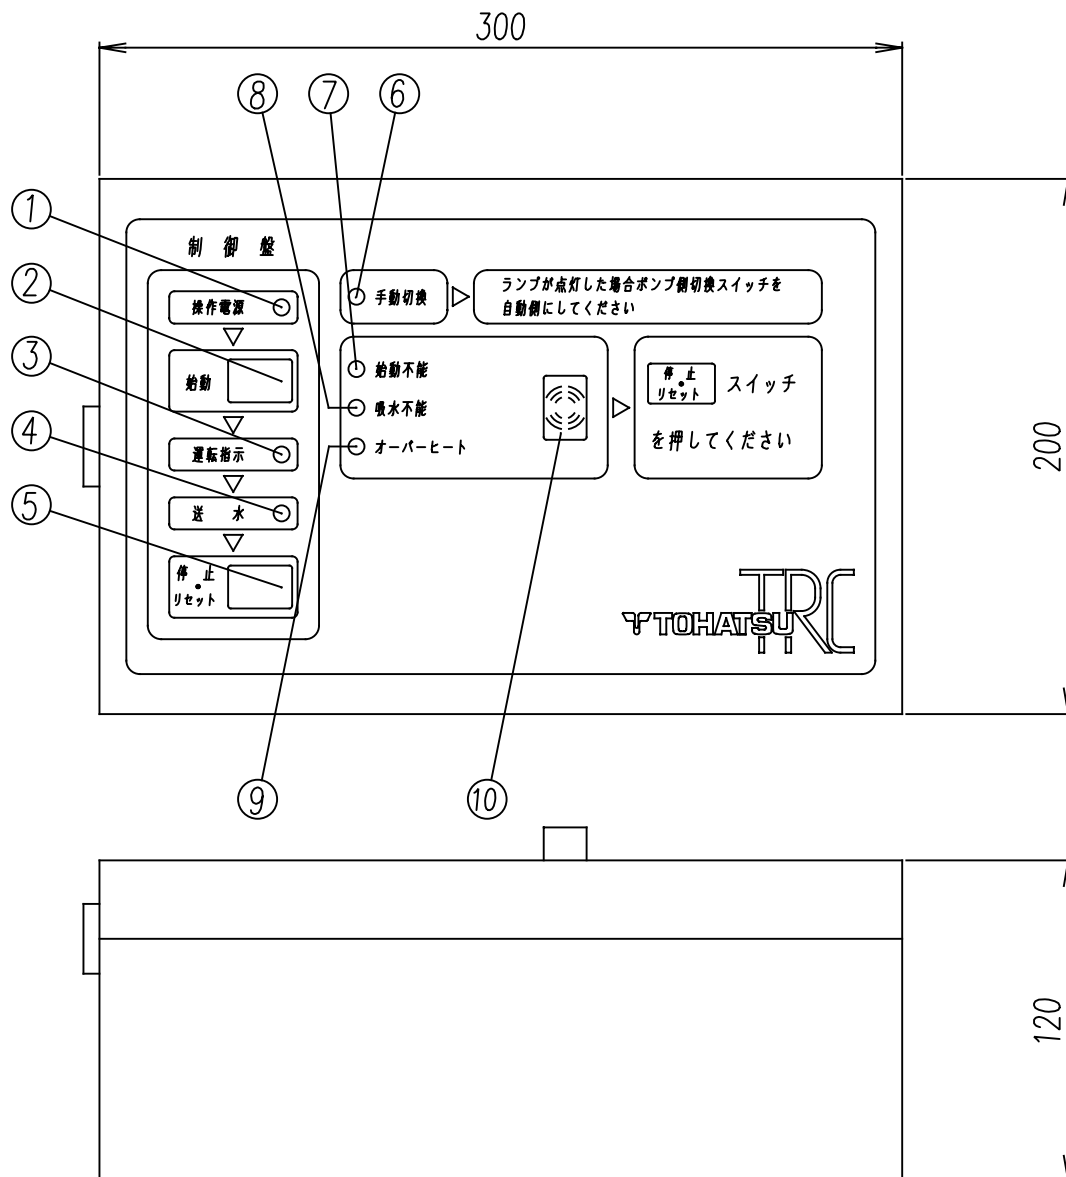 300
⑧ ⑦ ⑥
①
制 御 盤
②
操作電源
手動切換
ランプが点灯した場合ポンプ側切換スイッチを
自動側にしてください
③
始動
始動不能
吸水不能
オーバーヒート
停 止
・
リセット
スイッチ
を押してください
200
④
運転指示
⑤
送 水
停 止
・
リセット
TRC
TOHATSU
⑨ ⑩
120